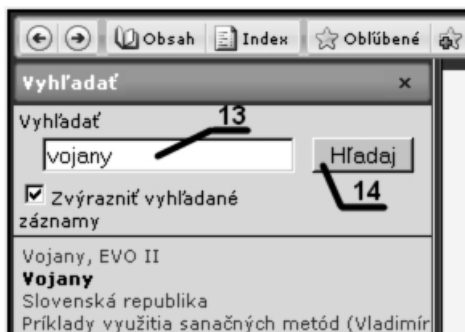 Obsah Index Obľúbené
Vyhľadať ×
Vyhľadať
13
vojany Hľadaj
14
Zvýrazniť vyhľadané
záznamy
Vojany, EVO II
Vojany
Slovenská republika
Príklady využitia sanačných metód (Vladimír